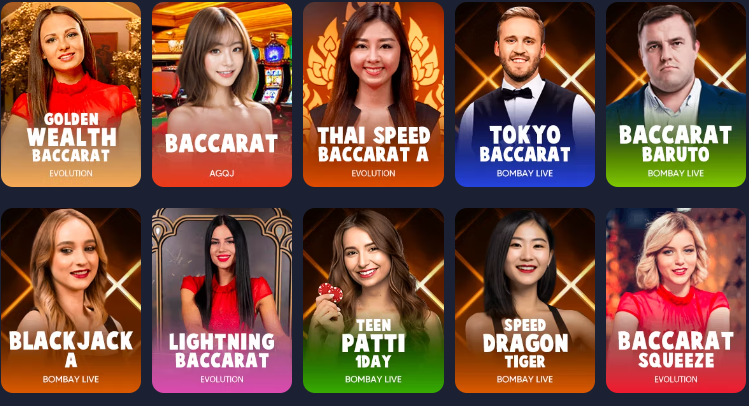 GOLDEN
WEALTH
BACCARAT
EVOLUTION
BACCARAT
AGQJ
THAI SPEED
BACCARAT A
EVOLUTION
TOKYO
BACCARAT
BOMBAY LIVE
BACCARAT
BARUTO
BOMBAY LIVE
BLACKJACK
A
BOMBAY LIVE
LIGHTNING
BACCARAT
EVOLUTION
TEEN
PATTI
1DAY
BOMBAY LIVE
SPEED
DRAGON
TIGER
BOMBAY LIVE
BACCARAT
SQUEEZE
EVOLUTION